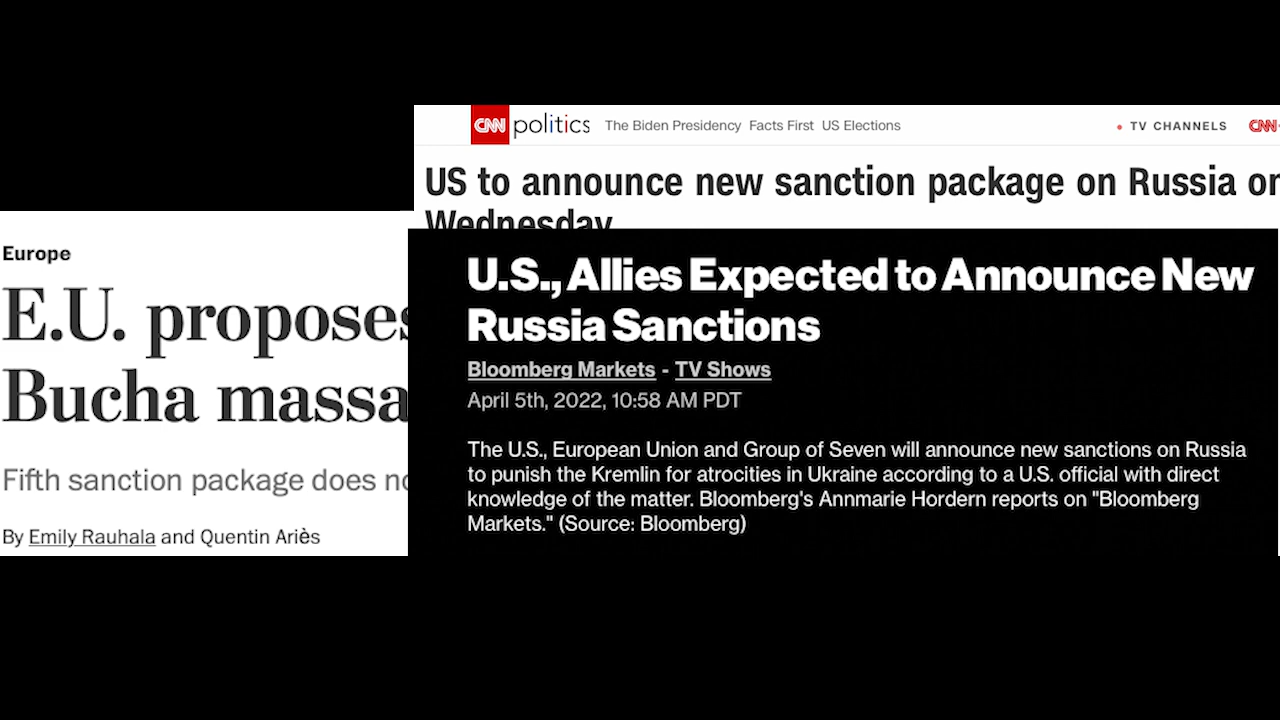 CNN politics The Biden Presidency Facts First US Elections • TV CHANNELS CNN
US to announce new sanction package on Russia on
Wednesday
Europe
E.U. proposes
Bucha massa
Fifth sanction package does no
By Emily Rauhala and Quentin Ariès
U.S., Allies Expected to Announce New
Russia Sanctions
Bloomberg Markets - TV Shows
April 5th, 2022, 10:58 AM PDT
The U.S., European Union and Group of Seven will announce new sanctions on Russia
to punish the Kremlin for atrocities in Ukraine according to a U.S. official with direct
knowledge of the matter. Bloomberg's Annmarie Hordern reports on "Bloomberg
Markets." (Source: Bloomberg)